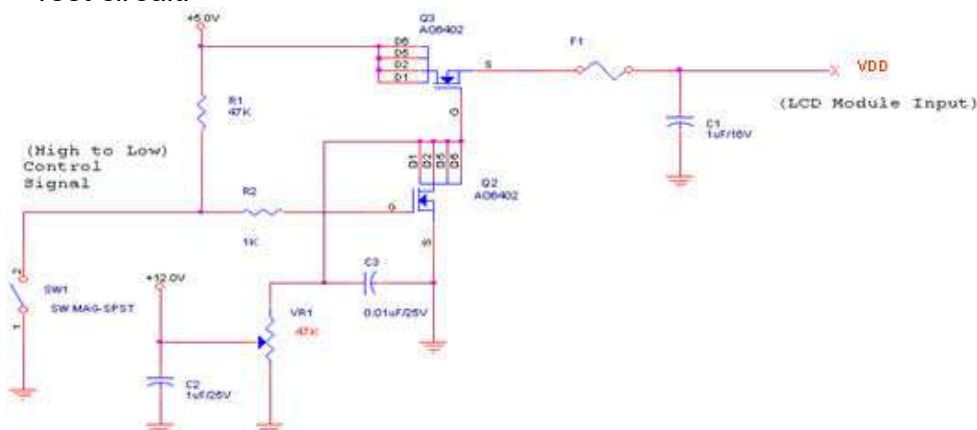 +5.0V
Q3
AO6402
D6
D5
D2
D1
S
G
F1
VDD
(LCD Module Input)
R1
47K
C1
1uF/16V
(High to Low)
Control
Signal
D1
D2
D5
D6
Q2
AO6402
R2
G
1K
S
2
SW1
SW MAG-SPST
1
+12.0V
C3
0.01uF/25V
VR1
47K
C2
1uF/25V